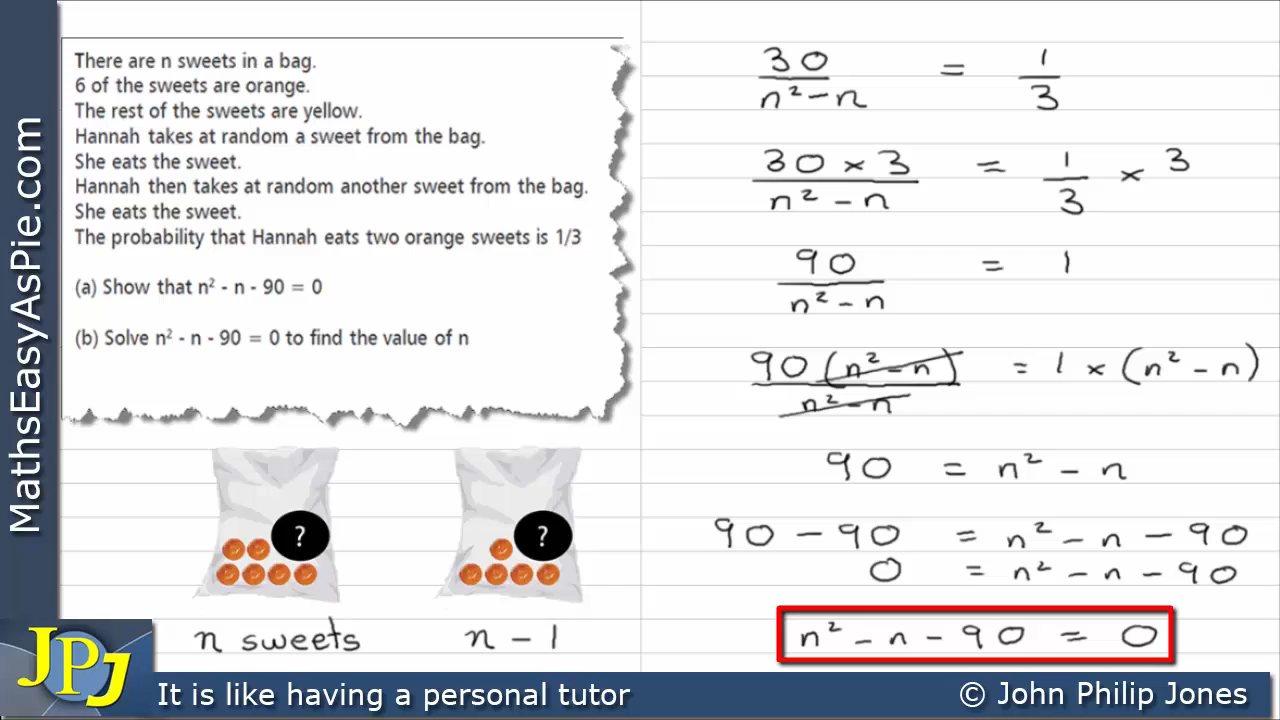 MathsEasyAsPie.com
There are n sweets in a bag.
6 of the sweets are orange.
The rest of the sweets are yellow.
Hannah takes at random a sweet from the bag.
She eats the sweet.
Hannah then takes at random another sweet from the bag.
She eats the sweet.
The probability that Hannah eats two orange sweets is 1/3
(a) Show that n² - n - 90 = 0
(b) Solve n² - n - 90 = 0 to find the value of n
?
?
n sweets
n - 1
30/(n² - n) = 1/3
(30 × 3)/(n² - n) = 1/3 × 3
90/(n² - n) = 1
90(n² - n)/(n² - n) = 1 × (n² - n)
90 = n² - n
90 - 90 = n² - n - 90
0 = n² - n - 90
n² - n - 90 = 0
JPJ
It is like having a personal tutor
© John Philip Jones